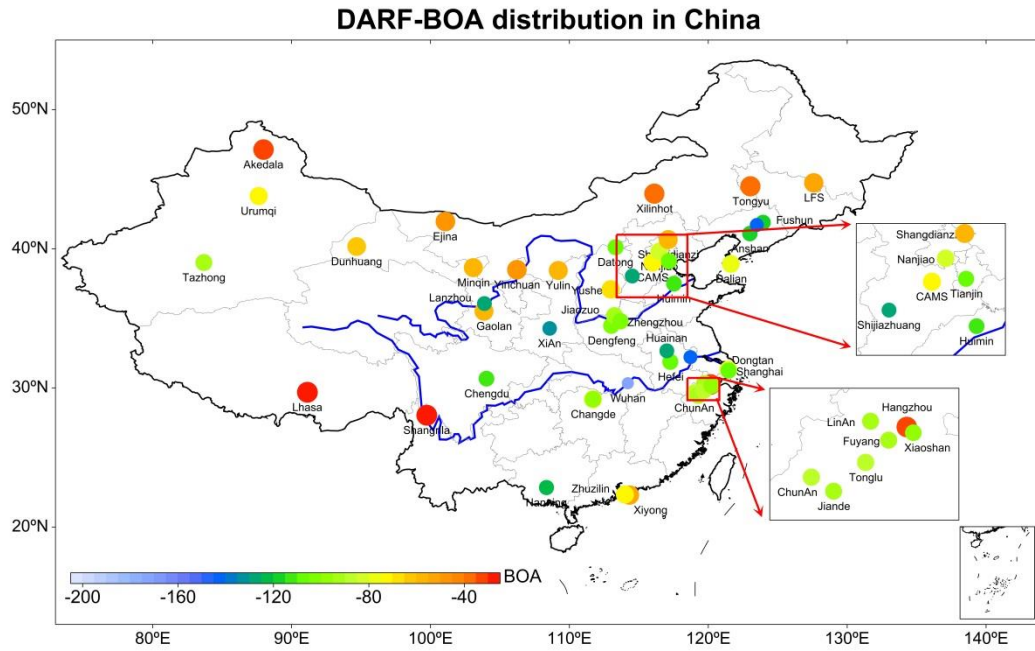 DARF-BOA distribution in China
50ºN
40ºN
30ºN
20ºN
Akedala
Urumqi
Tazhong
Dunhuang
Ejina
Xilinhot
Tongyu
LFS
Fushun
Anshan
Dalian
Datong
Shangdianzi
Nanjiao
CAMS
Huimin
Minqin
Yinchuan
Yulin
Yushe
Lanzhou
Gaolan
Jiaozuo
Zhengzhou
Dengfeng
XiAn
Huainan
Hefei
Dongtan
Shanghai
Chengdu
Wuhan
Changde
ChunAn
Lhasa
Shangrila
Nanning
Zhuzilin
Xiyong
Shangdianzi
Nanjiao
CAMS
Tianjin
Shijiazhuang
Huimin
Hangzhou
LinAn
Fuyang
Xiaoshan
Tonglu
ChunAn
Jiande
BOA
-200 -160 -120 -80 -40
80ºE 90ºE 100ºE 110ºE 120ºE 130ºE 140ºE